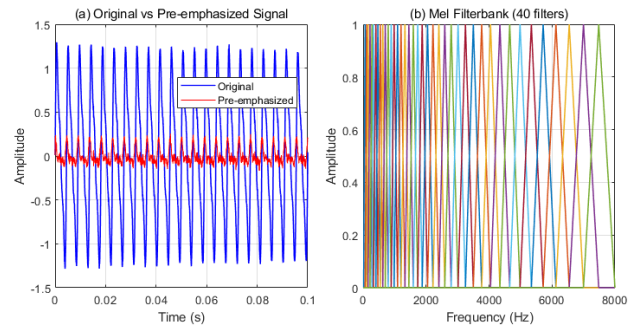 (a) Original vs Pre-emphasized Signal
1.5
1
0.5
0
-0.5
-1
-1.5
Amplitude
Original
Pre-emphasized
0 0.02 0.04 0.06 0.08 0.1
Time (s)
(b) Mel Filterbank (40 filters)
1
0.8
0.6
0.4
0.2
0
Amplitude
0 2000 4000 6000 8000
Frequency (Hz)